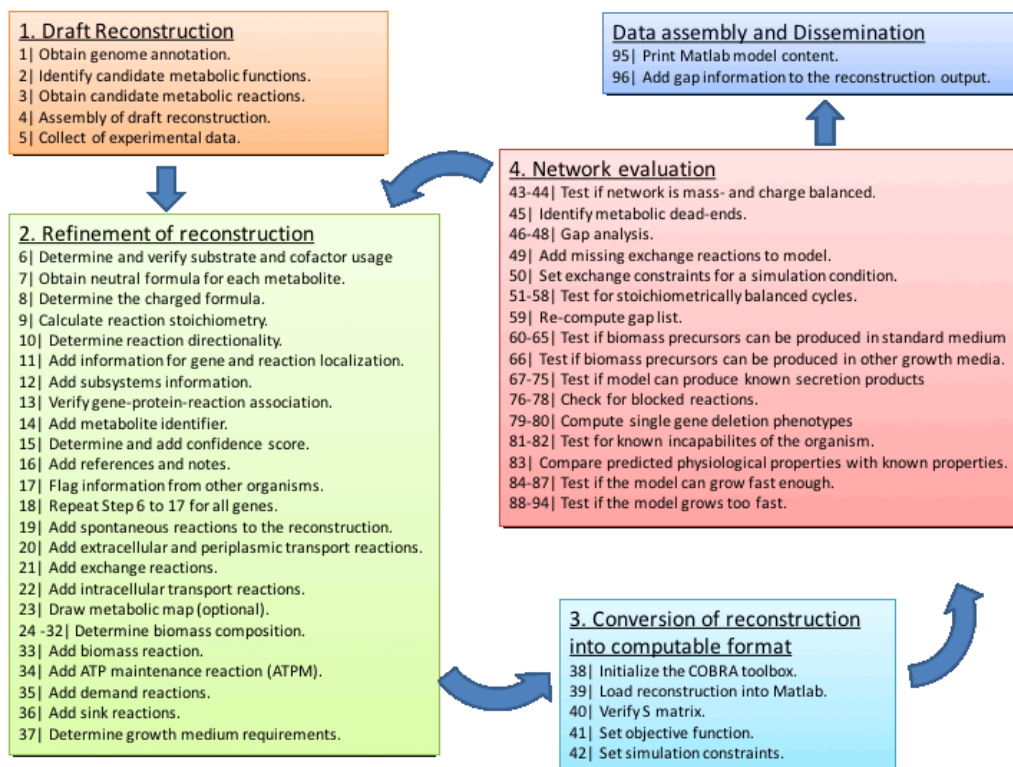 1. Draft Reconstruction
1| Obtain genome annotation.
2| Identify candidate metabolic functions.
3| Obtain candidate metabolic reactions.
4| Assembly of draft reconstruction.
5| Collect of experimental data.
2. Refinement of reconstruction
6| Determine and verify substrate and cofactor usage
7| Obtain neutral formula for each metabolite.
8| Determine the charged formula.
9| Calculate reaction stoichiometry.
10| Determine reaction directionality.
11| Add information for gene and reaction localization.
12| Add subsystems information.
13| Verify gene-protein-reaction association.
14| Add metabolite identifier.
15| Determine and add confidence score.
16| Add references and notes.
17| Flag information from other organisms.
18| Repeat Step 6 to 17 for all genes.
19| Add spontaneous reactions to the reconstruction.
20| Add extracellular and periplasmic transport reactions.
21| Add exchange reactions.
22| Add intracellular transport reactions.
23| Draw metabolic map (optional).
24 -32| Determine biomass composition.
33| Add biomass reaction.
34| Add ATP maintenance reaction (ATPM).
35| Add demand reactions.
36| Add sink reactions.
37| Determine growth medium requirements.
3. Conversion of reconstruction
into computable format
38| Initialize the COBRA toolbox.
39| Load reconstruction into Matlab.
40| Verify S matrix.
41| Set objective function.
42| Set simulation constraints.
4. Network evaluation
43-44| Test if network is mass- and charge balanced.
45| Identify metabolic dead-ends.
46-48| Gap analysis.
49| Add missing exchange reactions to model.
50| Set exchange constraints for a simulation condition.
51-58| Test for stoichiometrically balanced cycles.
59| Re-compute gap list.
60-65| Test if biomass precursors can be produced in standard medium
66| Test if biomass precursors can be produced in other growth media.
67-75| Test if model can produce known secretion products
76-78| Check for blocked reactions.
79-80| Compute single gene deletion phenotypes
81-82| Test for known incapabilites of the organism.
83| Compare predicted physiological properties with known properties.
84-87| Test if the model can grow fast enough.
88-94| Test if the model grows too fast.
Data assembly and Dissemination
95| Print Matlab model content.
96| Add gap information to the reconstruction output.